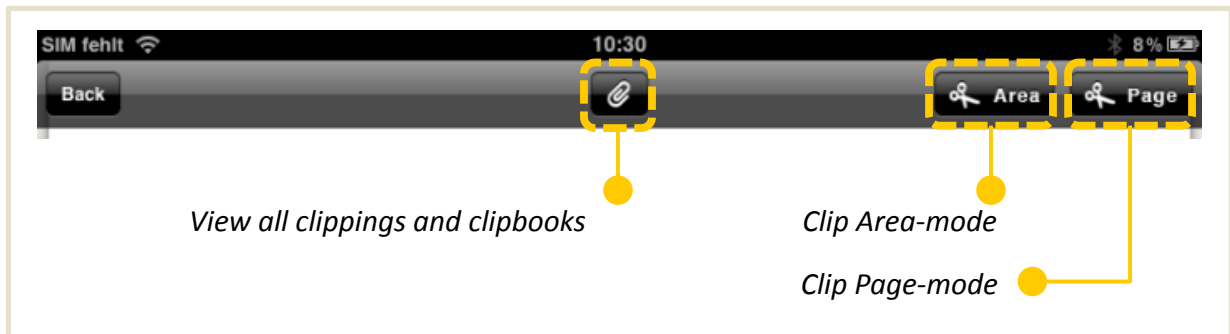 SIM fehlt 10:30 8%
Back Area Page
View all clippings and clipbooks Clip Area-mode
Clip Page-mode